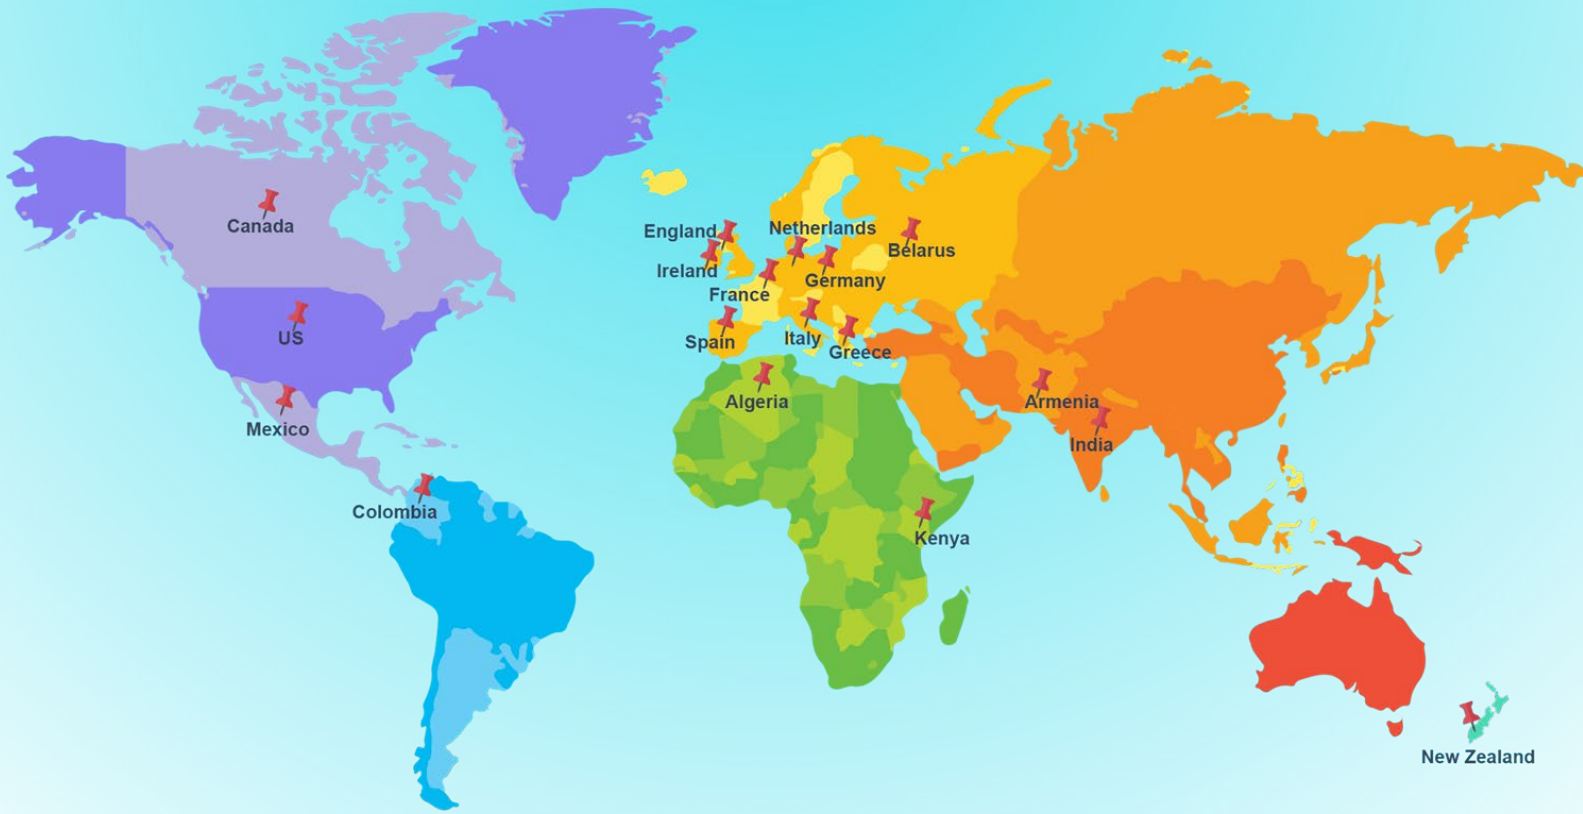 Canada
England
Netherlands
Belarus
Ireland
Germany
France
US
Spain
Italy
Greece
Algeria
Armenia
Mexico
India
Colombia
Kenya
New Zealand